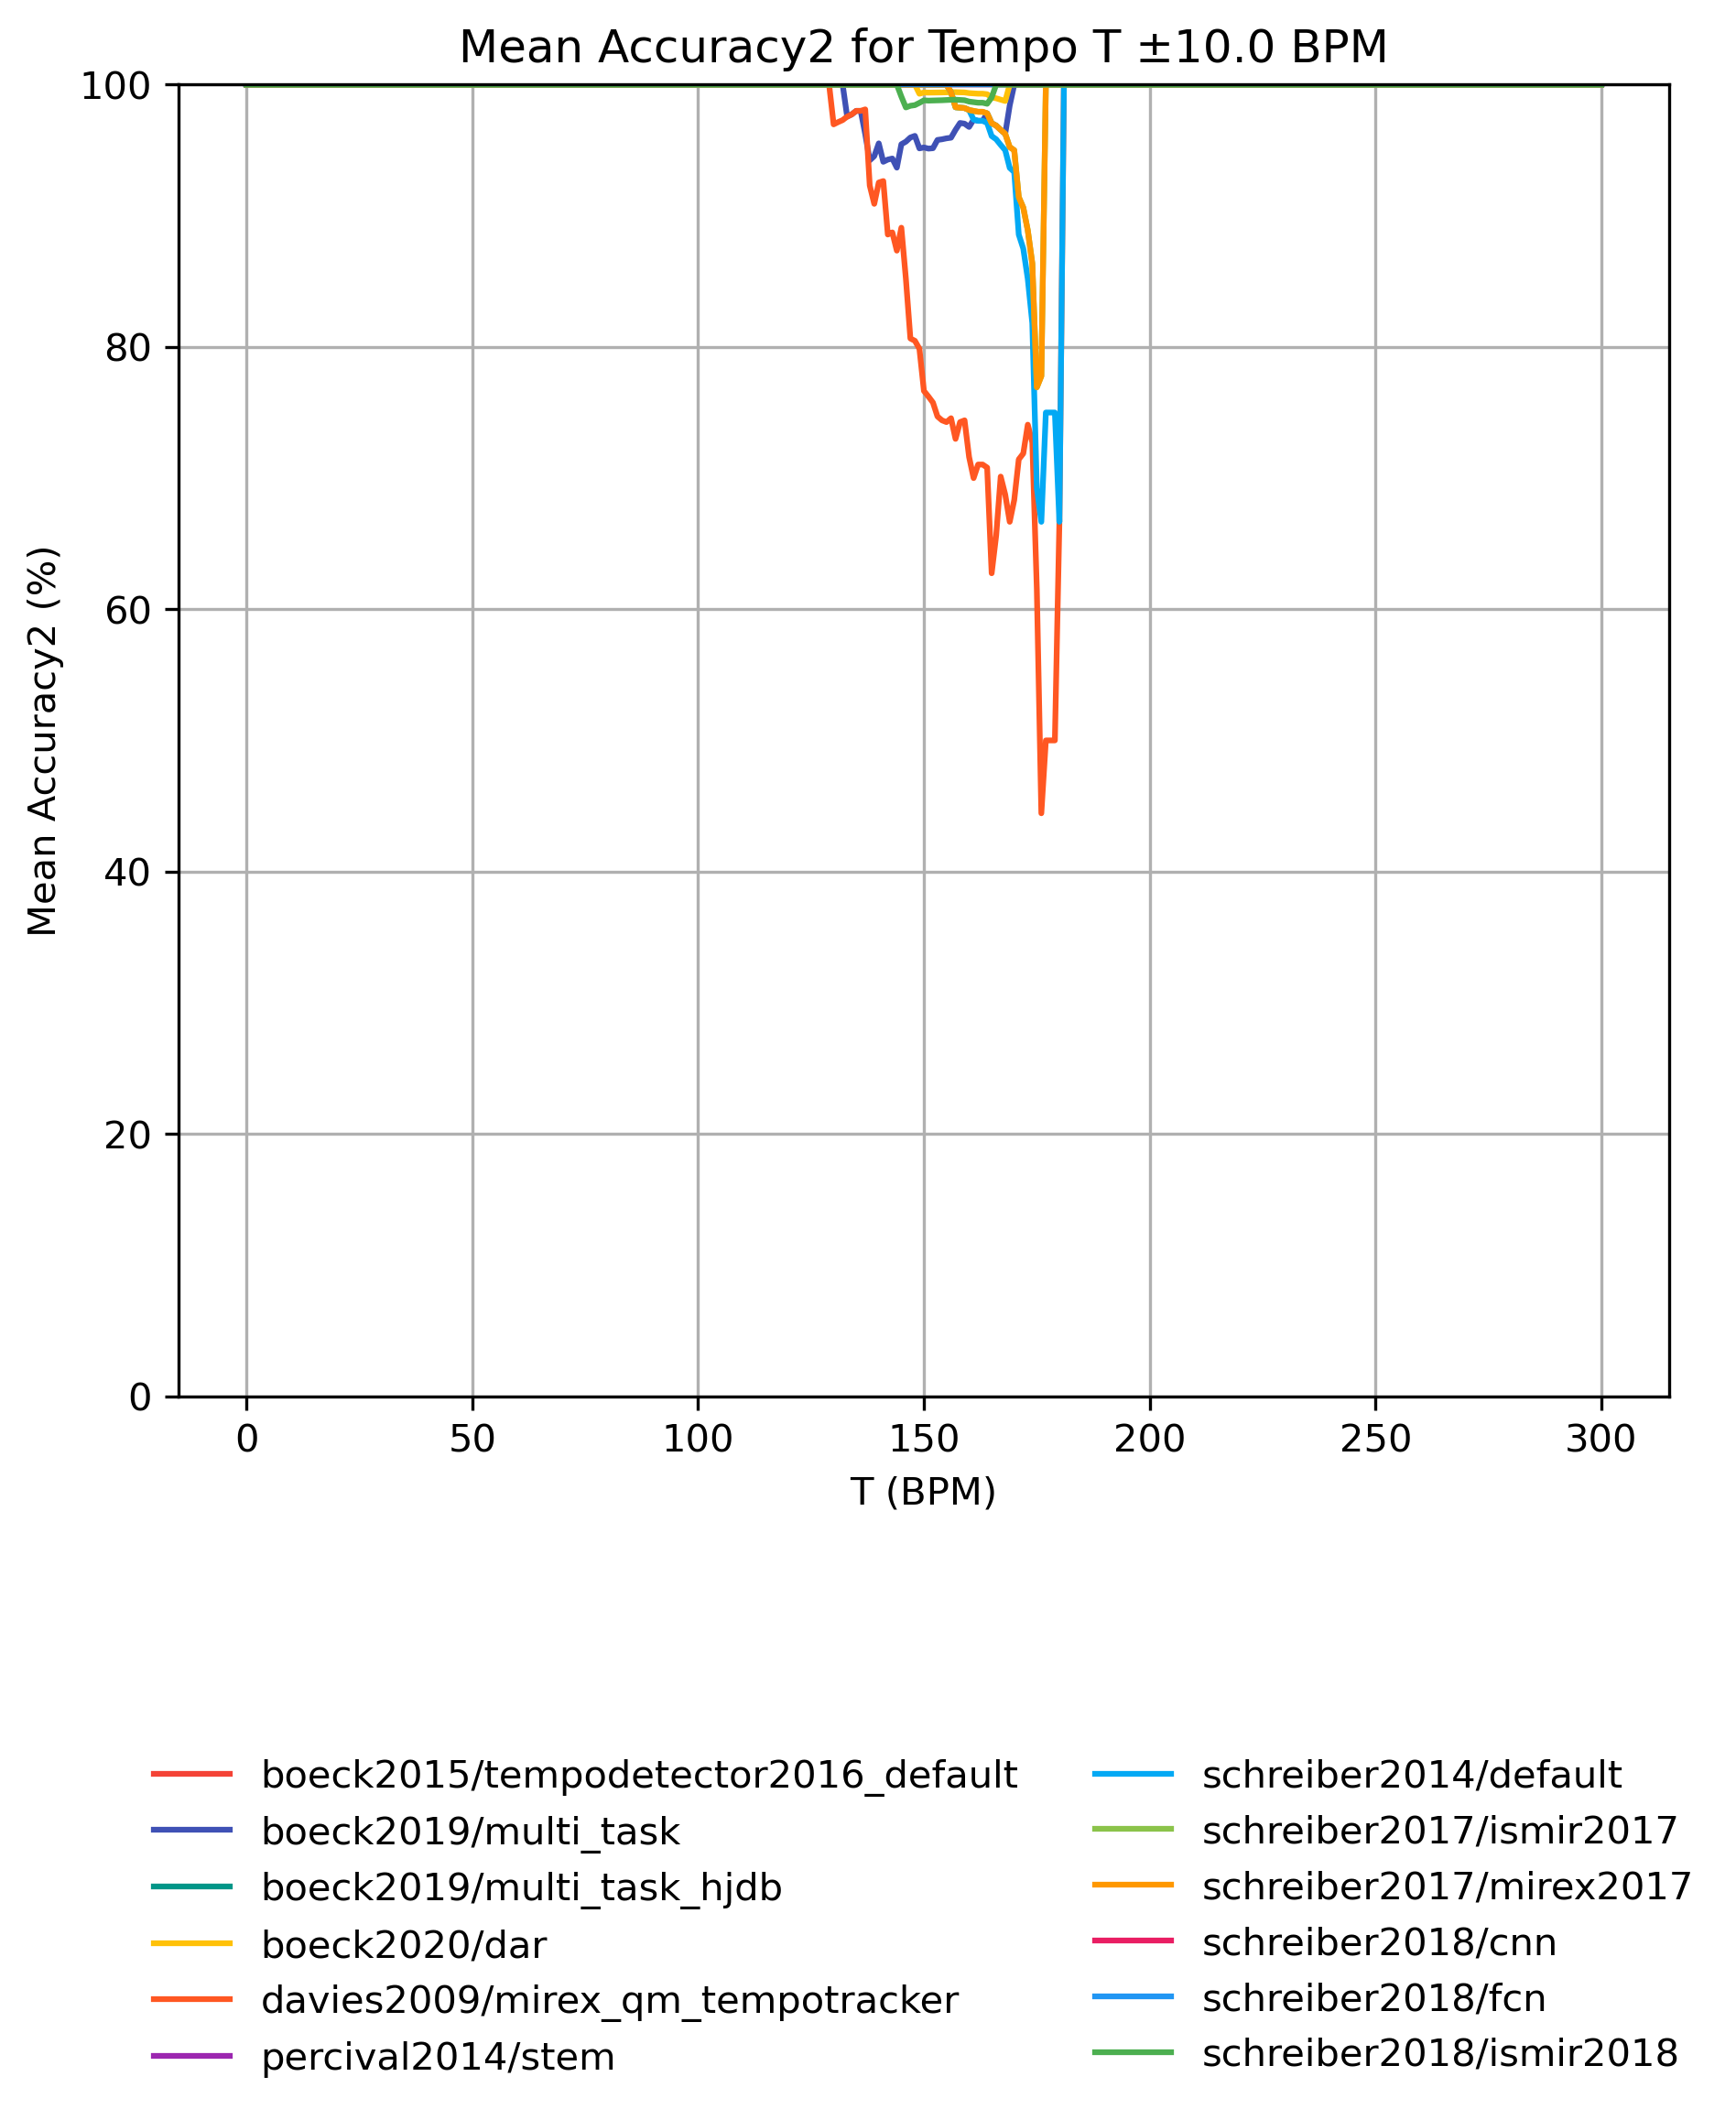 Mean Accuracy2 for Tempo T ±10.0 BPM
Mean Accuracy2 (%)
100
80
60
40
20
0
0 50 100 150 200 250 300
T (BPM)
boeck2015/tempodetector2016_default
boeck2019/multi_task
boeck2019/multi_task_hjdb
boeck2020/dar
davies2009/mirex_qm_tempotracker
percival2014/stem
schreiber2014/default
schreiber2017/ismir2017
schreiber2017/mirex2017
schreiber2018/cnn
schreiber2018/fcn
schreiber2018/ismir2018